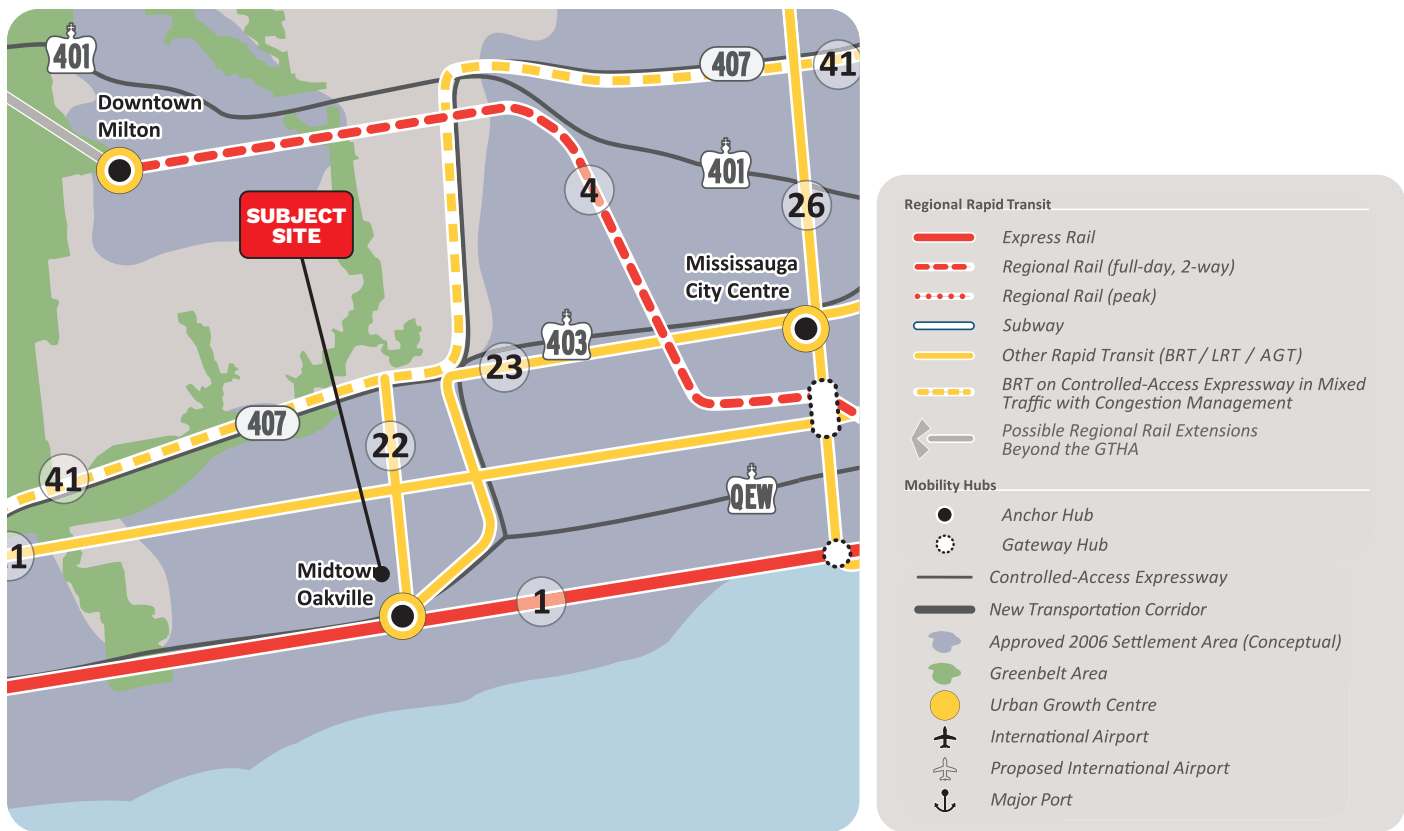 401
407
41
Downtown
Milton
401
4
26
SUBJECT
SITE
Mississauga
City Centre
403
23
407
22
41
QEW
1
Midtown
Oakville
1
Regional Rapid Transit
Express Rail
Regional Rail (full-day, 2-way)
Regional Rail (peak)
Subway
Other Rapid Transit (BRT / LRT / AGT)
BRT on Controlled-Access Expressway in Mixed
Traffic with Congestion Management
Possible Regional Rail Extensions
Beyond the GTHA
Mobility Hubs
Anchor Hub
Gateway Hub
Controlled-Access Expressway
New Transportation Corridor
Approved 2006 Settlement Area (Conceptual)
Greenbelt Area
Urban Growth Centre
International Airport
Proposed International Airport
Major Port